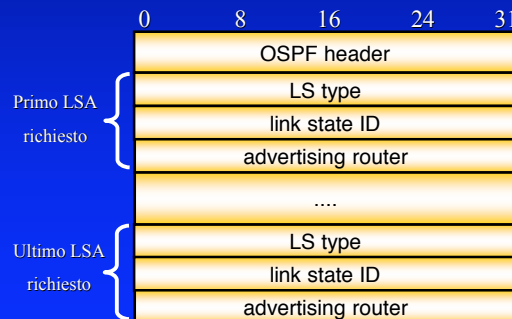 0 8 16 24 31
OSPF header
Primo LSA
richiesto
LS type
link state ID
advertising router
....
Ultimo LSA
richiesto
LS type
link state ID
advertising router